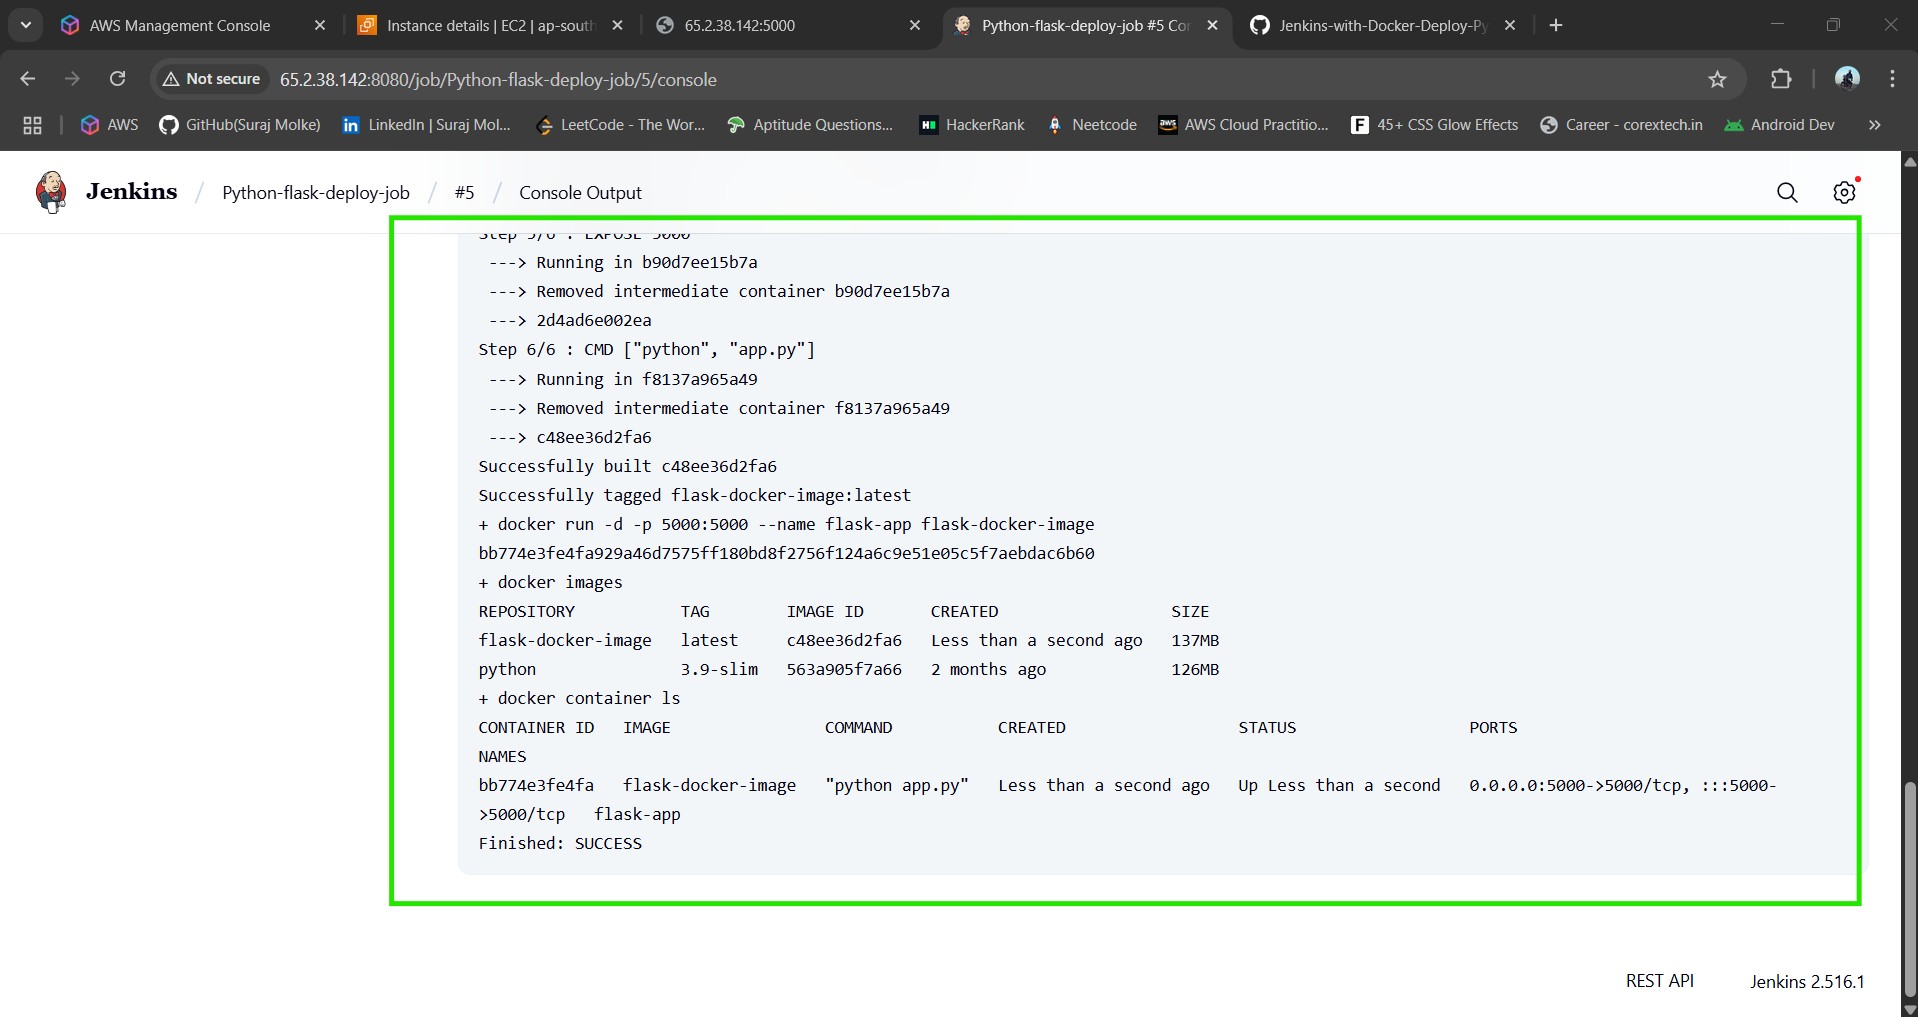 AWS Management Console
Instance details | EC2 | ap-south
65.2.38.142:5000
Python-flask-deploy-job #5 Con
Jenkins-with-Docker-Deploy-Py
Not secure
65.2.38.142:8080/job/Python-flask-deploy-job/5/console
AWS
GitHub(Suraj Molke)
LinkedIn | Suraj Mol...
LeetCode - The Wor...
Aptitude Questions...
HackerRank
Neetcode
AWS Cloud Practitio...
45+ CSS Glow Effects
Career - corextech.in
Android Dev
Jenkins / Python-flask-deploy-job / #5 / Console Output
Step 5/6 : EXPOSE 5000
---> Running in b90d7ee15b7a
---> Removed intermediate container b90d7ee15b7a
---> 2d4ad6e002ea
Step 6/6 : CMD ["python", "app.py"]
---> Running in f8137a965a49
---> Removed intermediate container f8137a965a49
---> c48ee36d2fa6
Successfully built c48ee36d2fa6
Successfully tagged flask-docker-image:latest
+ docker run -d -p 5000:5000 --name flask-app flask-docker-image
bb774e3fe4fa929a46d7575ff180bd8f2756f124a6c9e51e05c5f7aebdac6b60
+ docker images
REPOSITORY TAG IMAGE ID CREATED SIZE
flask-docker-image latest c48ee36d2fa6 Less than a second ago 137MB
python 3.9-slim 563a905f7a66 2 months ago 126MB
+ docker container ls
CONTAINER ID IMAGE COMMAND CREATED STATUS PORTS
NAMES
bb774e3fe4fa flask-docker-image "python app.py" Less than a second ago Up Less than a second 0.0.0.0:5000->5000/tcp, :::5000-
>5000/tcp flask-app
Finished: SUCCESS
REST API
Jenkins 2.516.1